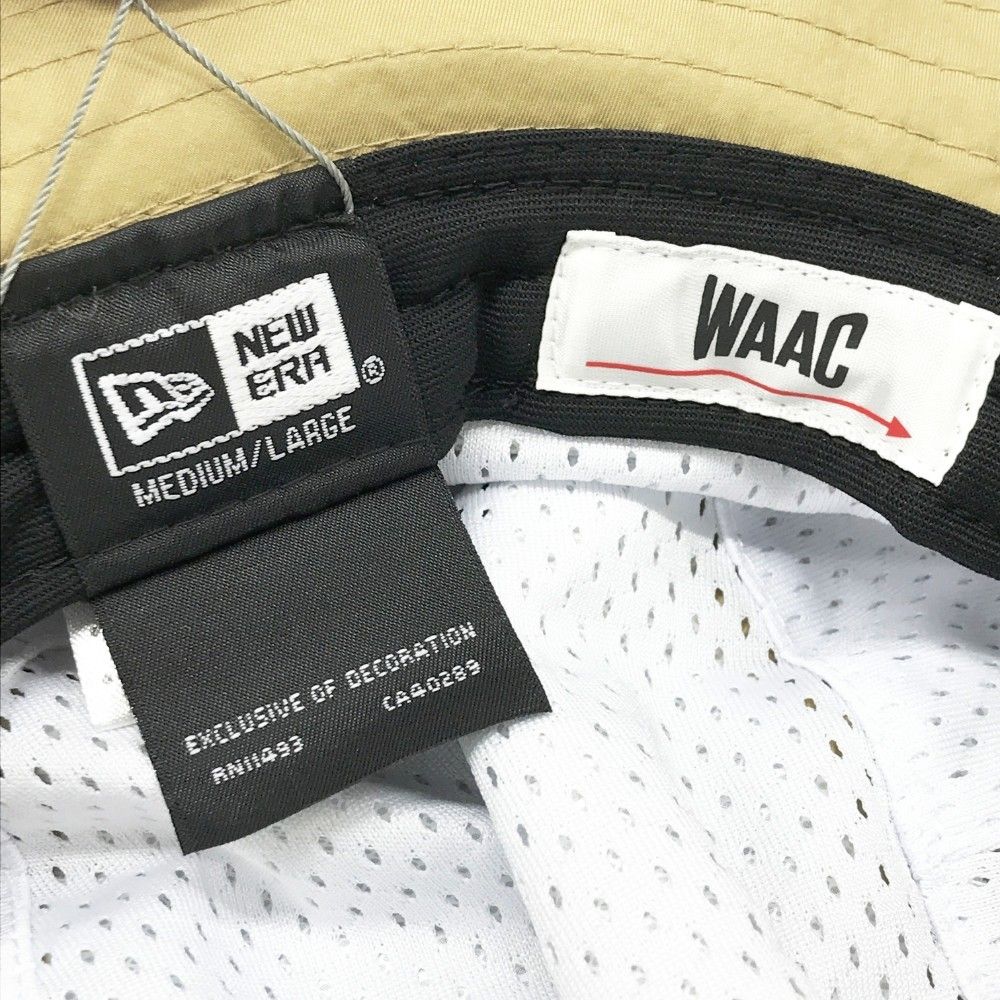 NEW
ERA
®
MEDIUM/LARGE
WAAC
EXCLUSIVE OF DECORATION
RN11493 CA40289